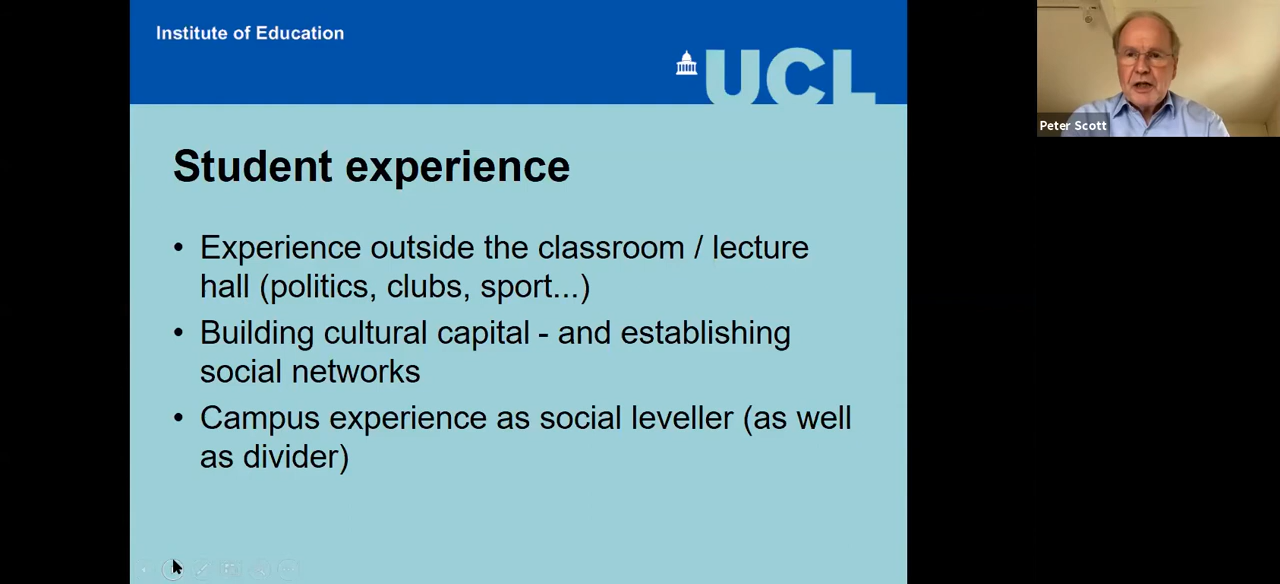 Institute of Education
UCL
Peter Scott
Student experience
• Experience outside the classroom / lecture
hall (politics, clubs, sport...)
• Building cultural capital - and establishing
social networks
• Campus experience as social leveller (as well
as divider)